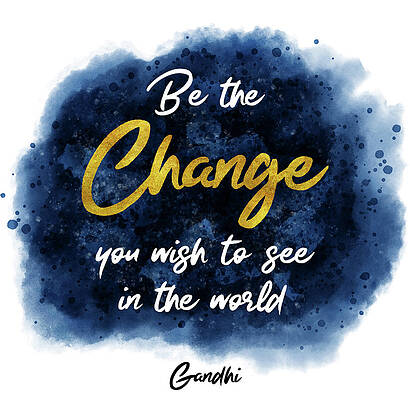 Be the
Change
you wish to see
in the world
Gandhi